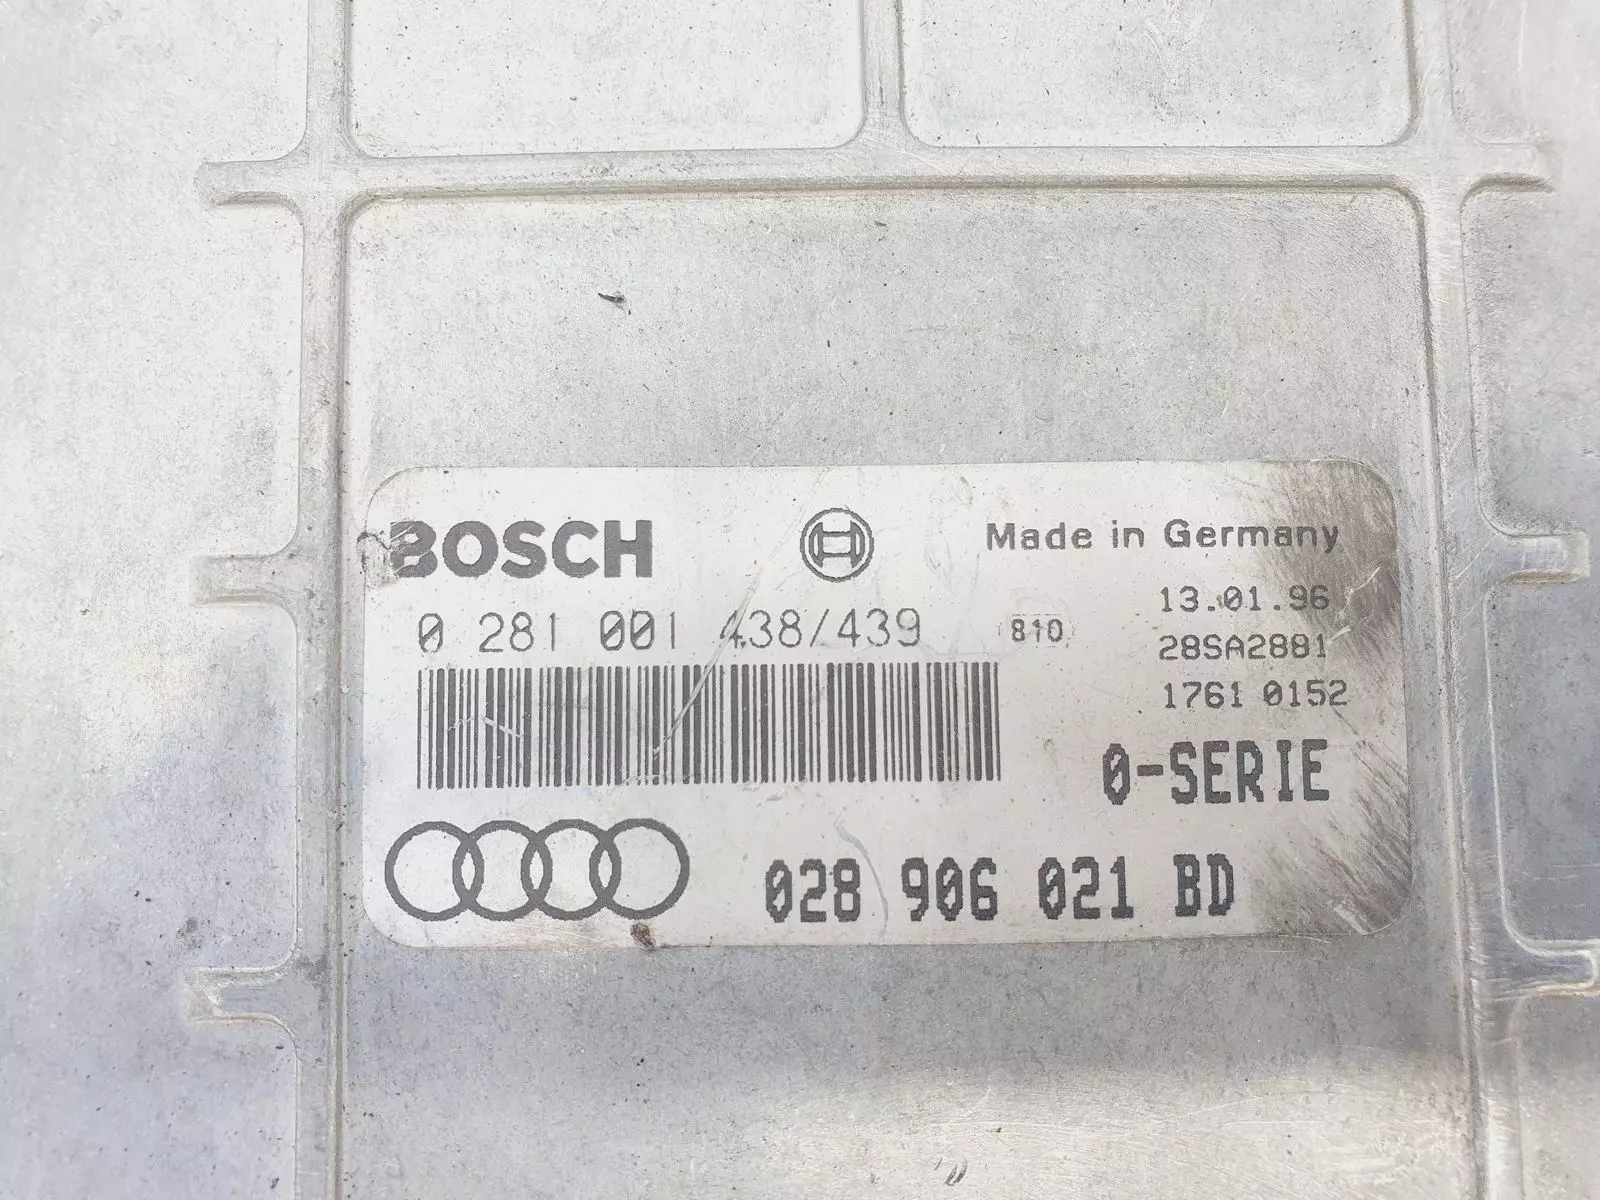 BOSCH
Made in Germany
0 281 001 438/439
810
13.01.96
28SA2881
1761 0152
0-SERIE
028 906 021 BD